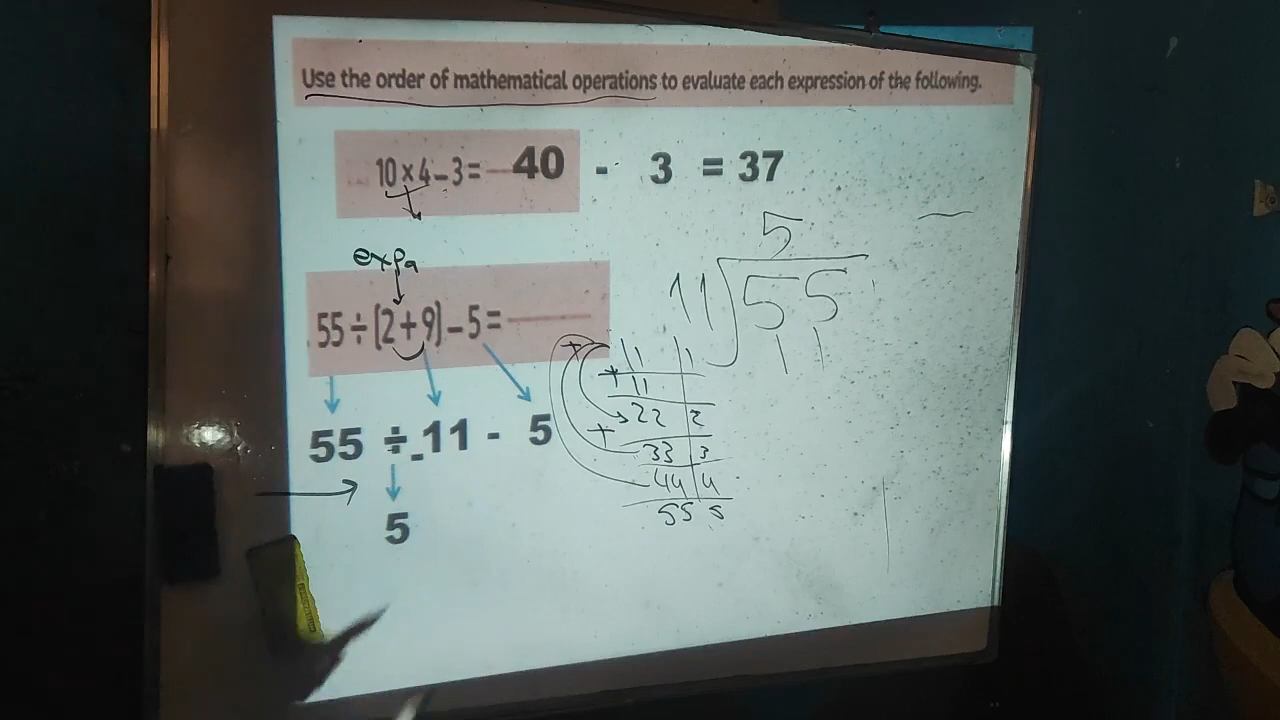 Use the order of mathematical operations to evaluate each expression of the following.
10 × 4 – 3 = 40 - 3 = 37
expa
55 ÷ (2 + 9) – 5 =
55 ÷ 11 - 5
5
5
11 55
11
+ 11 1
11
22 2
+
33 3
44 4
55 5